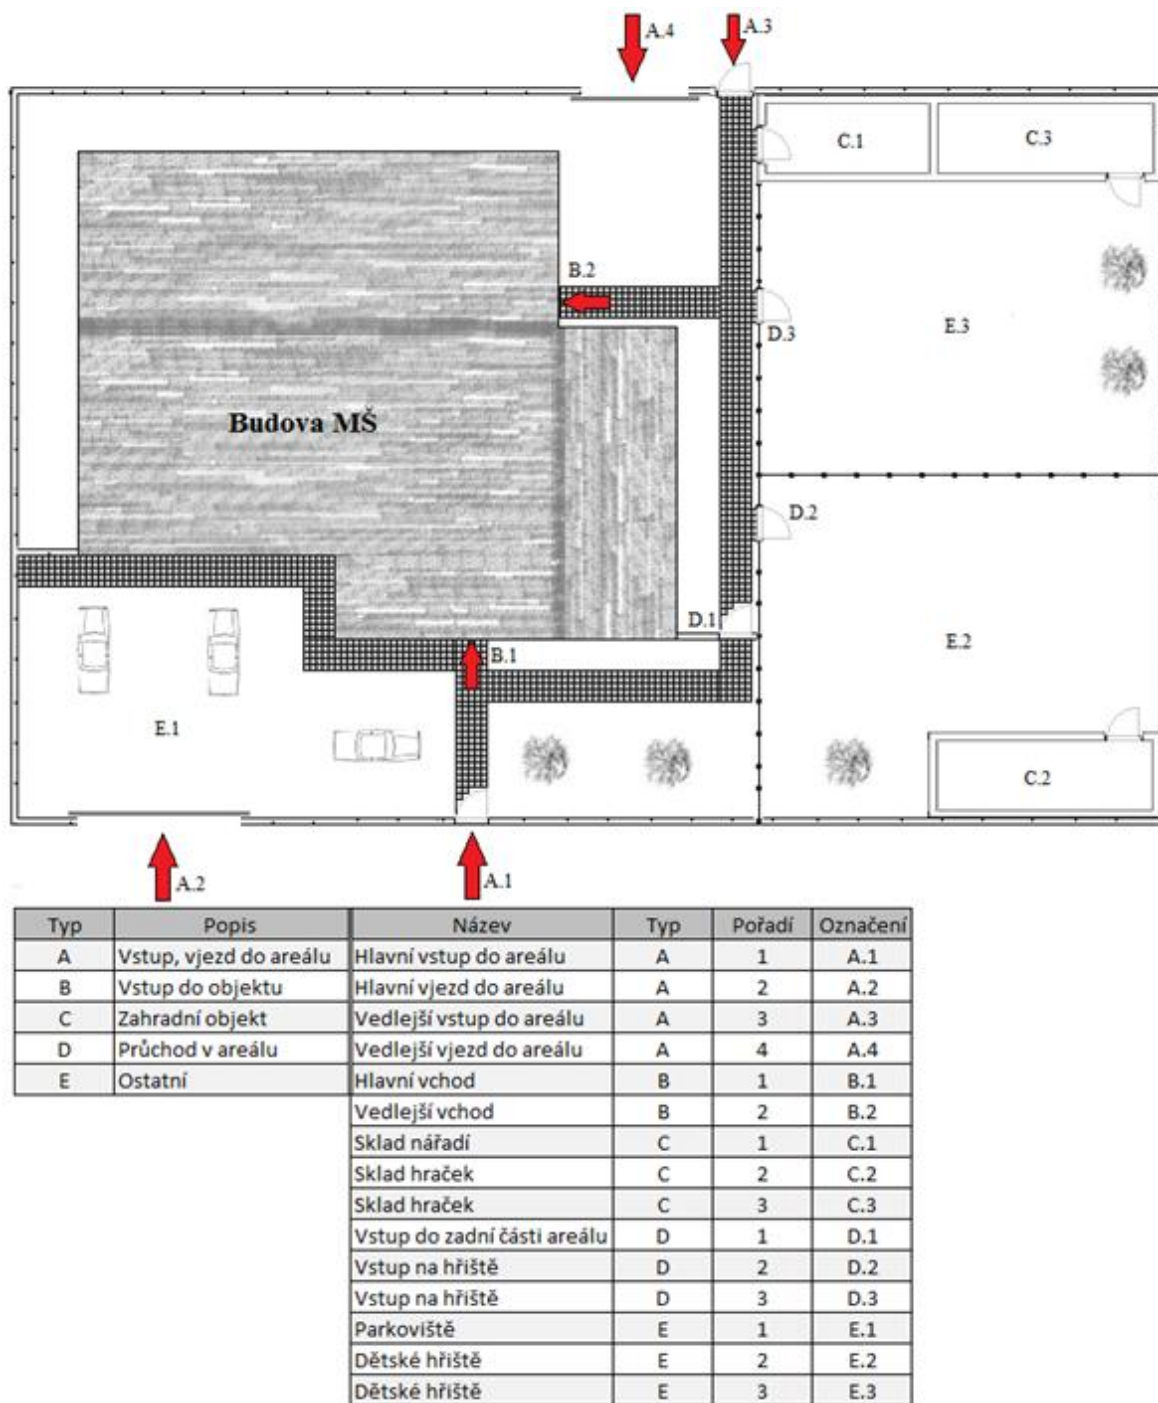 A.4
A.3
C.1
C.3
B.2
D.3
E.3
Budova MŠ
D.2
D.1
B.1
E.2
E.1
C.2
A.2
A.1
Typ Popis Název Typ Pořadí Označení
A Vstup, vjezd do areálu Hlavní vstup do areálu A 1 A.1
B Vstup do objektu Hlavní vjezd do areálu A 2 A.2
C Zahradní objekt Vedlejší vstup do areálu A 3 A.3
D Průchod v areálu Vedlejší vjezd do areálu A 4 A.4
E Ostatní Hlavní vchod B 1 B.1
Vedlejší vchod B 2 B.2
Sklad nářadí C 1 C.1
Sklad hraček C 2 C.2
Sklad hraček C 3 C.3
Vstup do zadní části areálu D 1 D.1
Vstup na hřiště D 2 D.2
Vstup na hřiště D 3 D.3
Parkoviště E 1 E.1
Dětské hřiště E 2 E.2
Dětské hřiště E 3 E.3